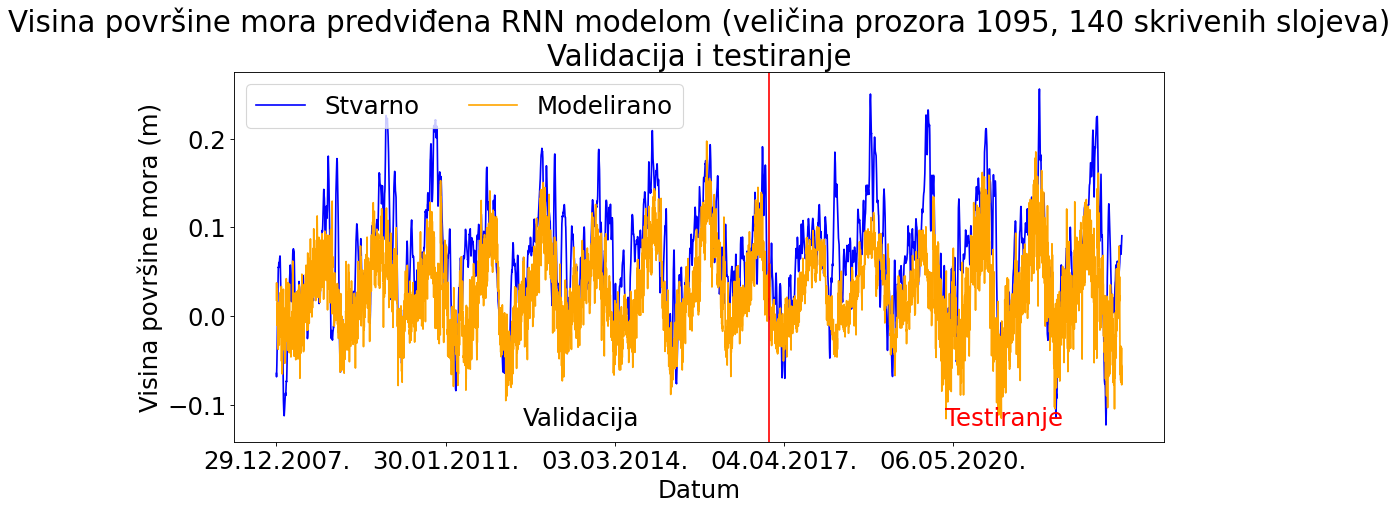 Visina površine mora predviđena RNN modelom (veličina prozora 1095, 140 skrivenih slojeva)
Validacija i testiranje
Stvarno
Modelirano
Visina površine mora (m)
0.2
0.1
0.0
−0.1
Validacija
Testiranje
29.12.2007.
30.01.2011.
03.03.2014.
04.04.2017.
06.05.2020.
Datum